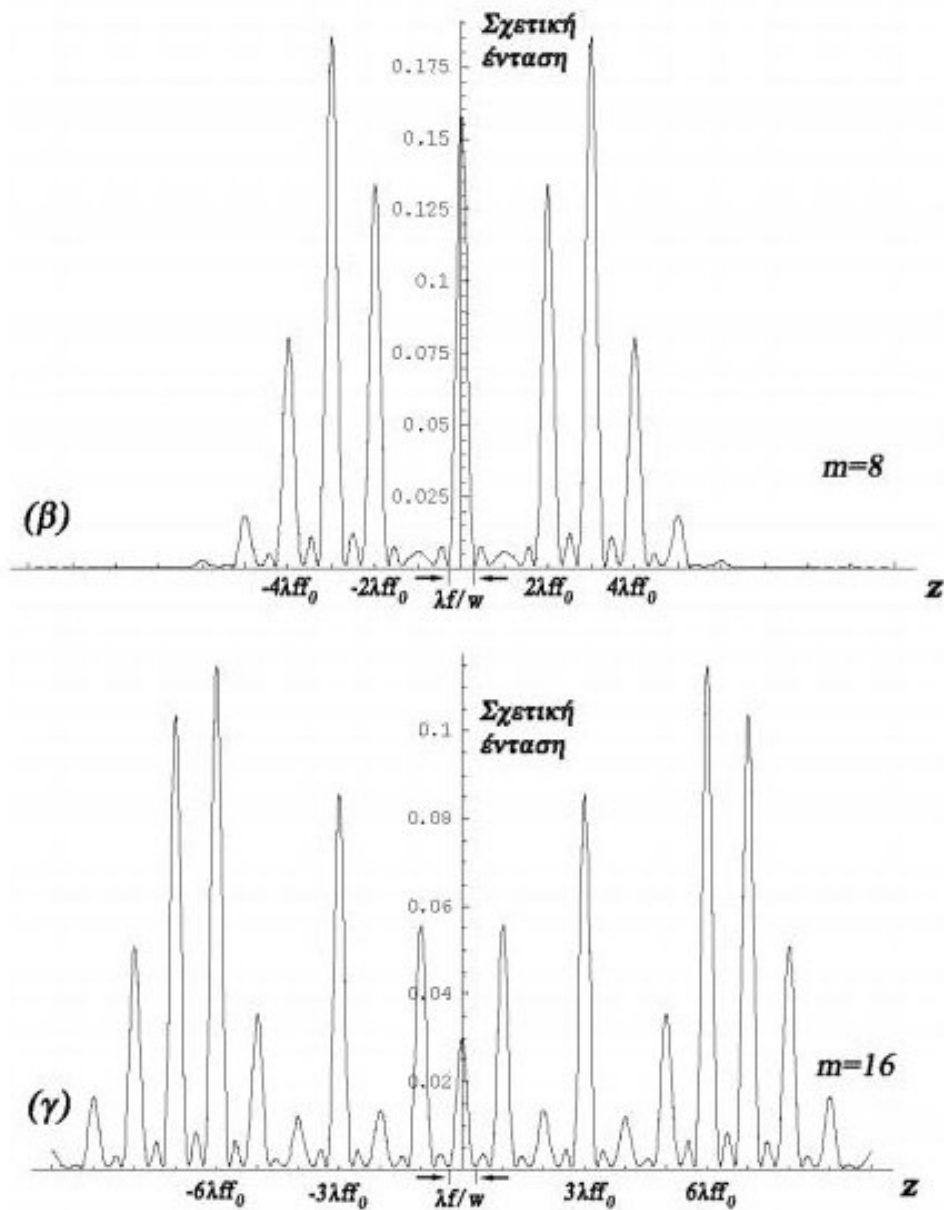 Σχετική
ένταση
0.175
0.15
0.125
0.1
0.075
0.05
0.025
m=8
(β)
-4λff₀ -2λff₀ λf/w 2λff₀ 4λff₀ z
Σχετική
ένταση
0.1
0.08
0.06
0.04
0.02
m=16
(γ)
-6λff₀ -3λff₀ λf/w 3λff₀ 6λff₀ z